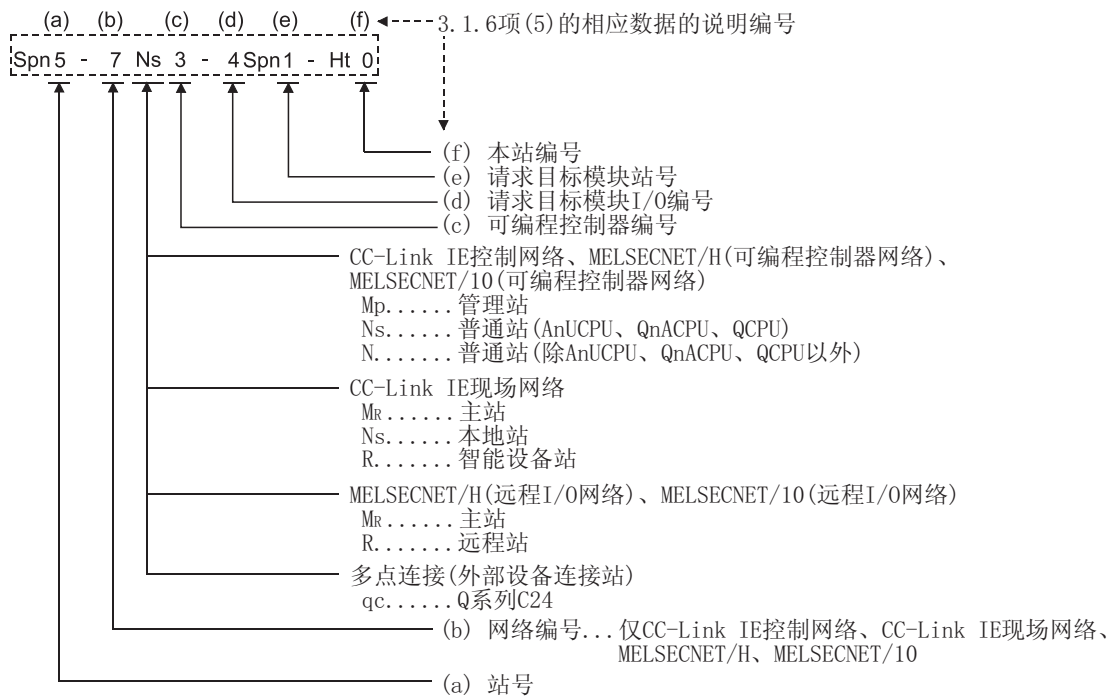 (a) (b) (c) (d) (e) (f) 3.1.6项(5)的相应数据的说明编号
Spn5 - 7 Ns 3 - 4Spn1 - Ht 0
(f) 本站编号
(e) 请求目标模块站号
(d) 请求目标模块I/O编号
(c) 可编程控制器编号
CC-Link IE控制网络、MELSECNET/H(可编程控制器网络)、
MELSECNET/10(可编程控制器网络)
Mp......管理站
Ns......普通站(AnUCPU、QnACPU、QCPU)
N.......普通站(除AnUCPU、QnACPU、QCPU以外)
CC-Link IE现场网络
MR......主站
Ns......本地站
R.......智能设备站
MELSECNET/H(远程I/O网络)、MELSECNET/10(远程I/O网络)
MR......主站
R.......远程站
多点连接(外部设备连接站)
qc......Q系列C24
(b) 网络编号...仅CC-Link IE控制网络、CC-Link IE现场网络、
MELSECNET/H、MELSECNET/10
(a) 站号